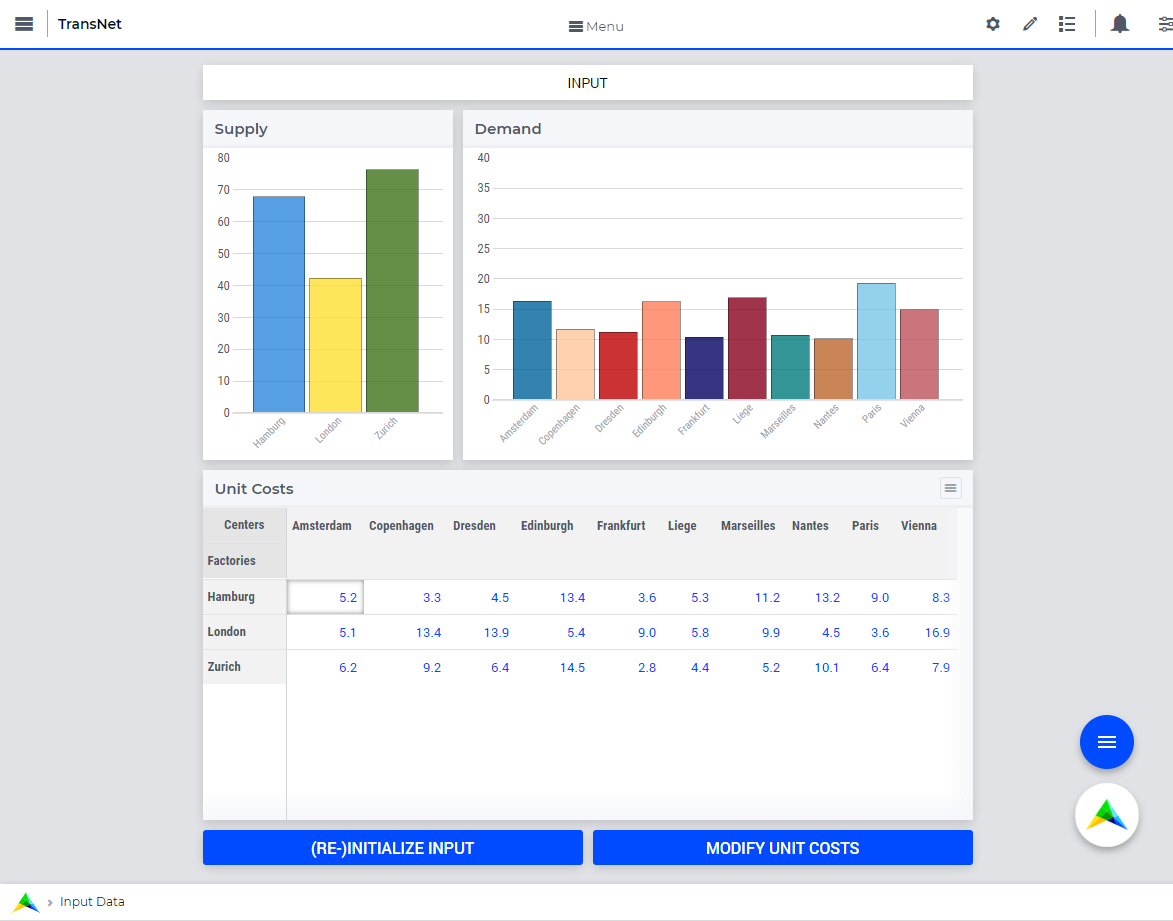 TransNet
Menu
INPUT
Supply
80
70
60
50
40
30
20
10
0
Hamburg
London
Zurich
Demand
40
35
30
25
20
15
10
5
0
Amsterdam
Copenhagen
Dresden
Edinburgh
Frankfurt
Liege
Marseilles
Nantes
Paris
Vienna
Unit Costs
Centers Amsterdam Copenhagen Dresden Edinburgh Frankfurt Liege Marseilles Nantes Paris Vienna
Factories
Hamburg 5.2 3.3 4.5 13.4 3.6 5.3 11.2 13.2 9.0 8.3
London 5.1 13.4 13.9 5.4 9.0 5.8 9.9 4.5 3.6 16.9
Zurich 6.2 9.2 6.4 14.5 2.8 4.4 5.2 10.1 6.4 7.9
(RE-)INITIALIZE INPUT
MODIFY UNIT COSTS
Input Data